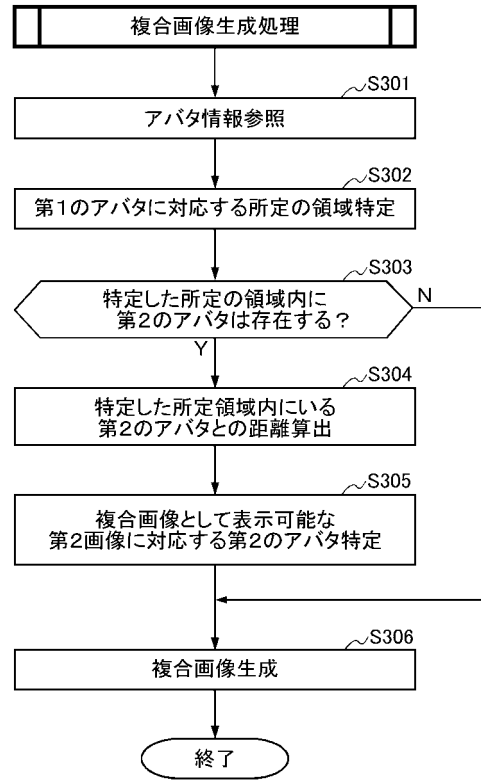 複合画像生成処理
S301
アバタ情報参照
S302
第1のアバタに対応する所定の領域特定
S303
特定した所定の領域内に
第2のアバタは存在する？
N
Y
S304
特定した所定領域内にいる
第2のアバタとの距離算出
S305
複合画像として表示可能な
第2画像に対応する第2のアバタ特定
S306
複合画像生成
終了